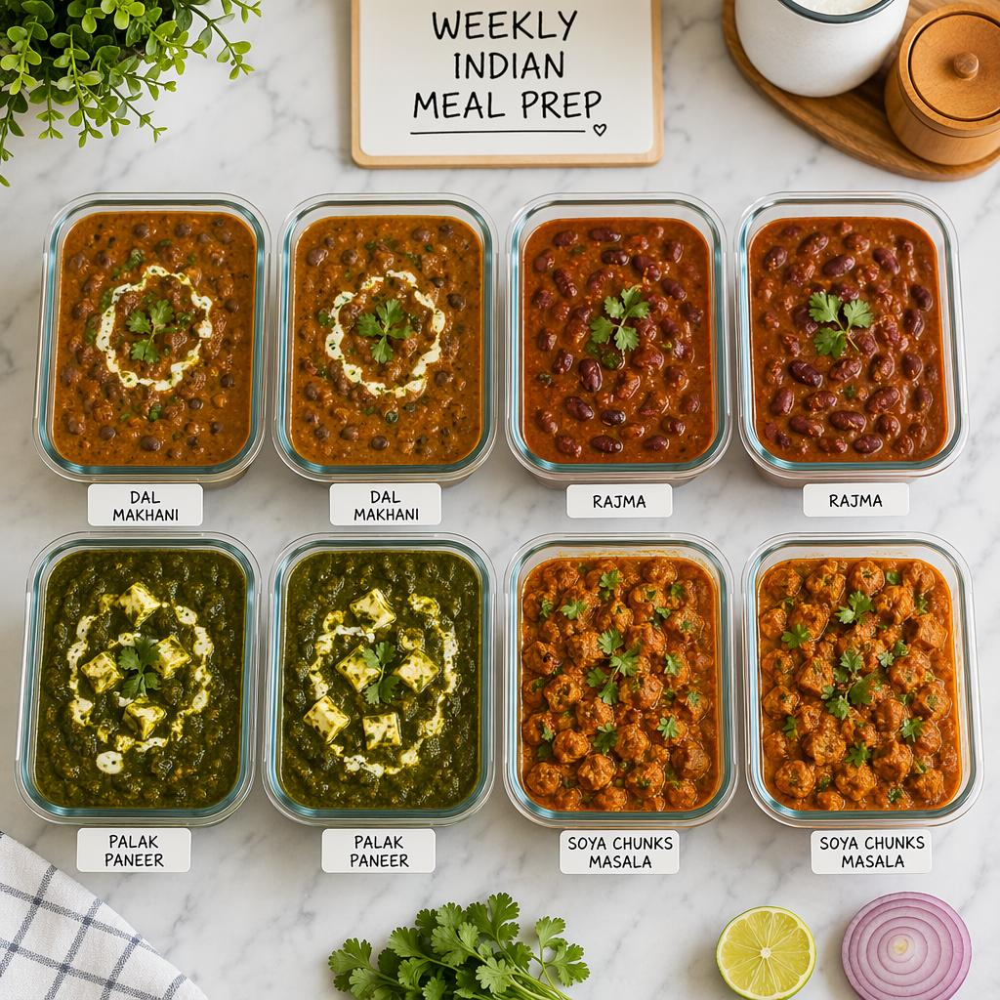 WEEKLY
INDIAN
MEAL PREP
DAL
MAKHANI
DAL
MAKHANI
RAJMA
RAJMA
PALAK
PANEER
PALAK
PANEER
SOYA CHUNKS
MASALA
SOYA CHUNKS
MASALA